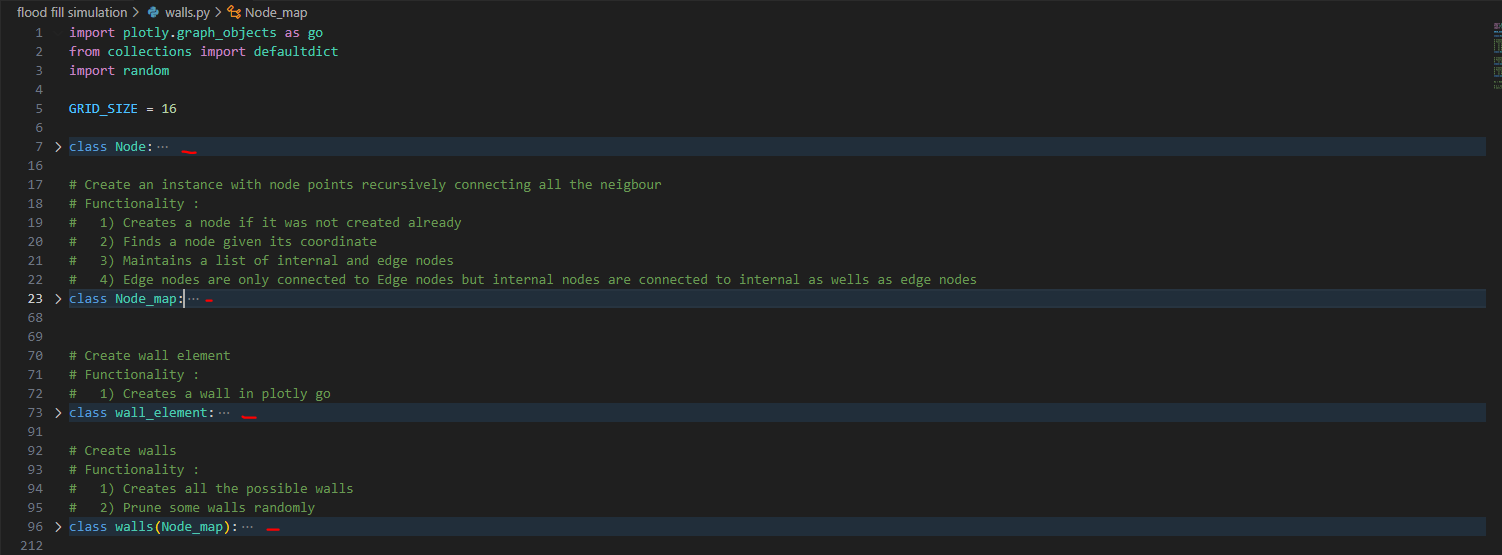 flood fill simulation > walls.py > Node_map
1 import plotly.graph_objects as go
2 from collections import defaultdict
3 import random
4
5 GRID_SIZE = 16
6
7 > class Node: ···
16
17 # Create an instance with node points recursively connecting all the neigbour
18 # Functionality :
19 #   1) Creates a node if it was not created already
20 #   2) Finds a node given its coordinate
21 #   3) Maintains a list of internal and edge nodes
22 #   4) Edge nodes are only connected to Edge nodes but internal nodes are connected to internal as wells as edge nodes
23 > class Node_map: ···
68
69
70 # Create wall element
71 # Functionality :
72 #   1) Creates a wall in plotly go
73 > class wall_element: ···
91
92 # Create walls
93 # Functionality :
94 #   1) Creates all the possible walls
95 #   2) Prune some walls randomly
96 > class walls(Node_map): ···
212